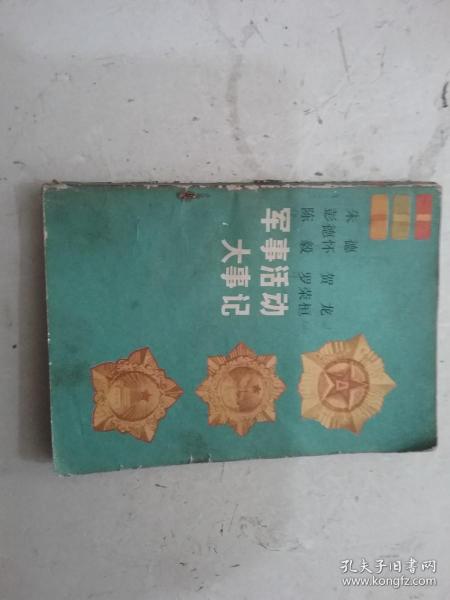 朱　德
彭德怀　贺　龙
陈　毅　罗荣桓
军事活动
大事记
孔夫子旧书网
www.kongfz.com